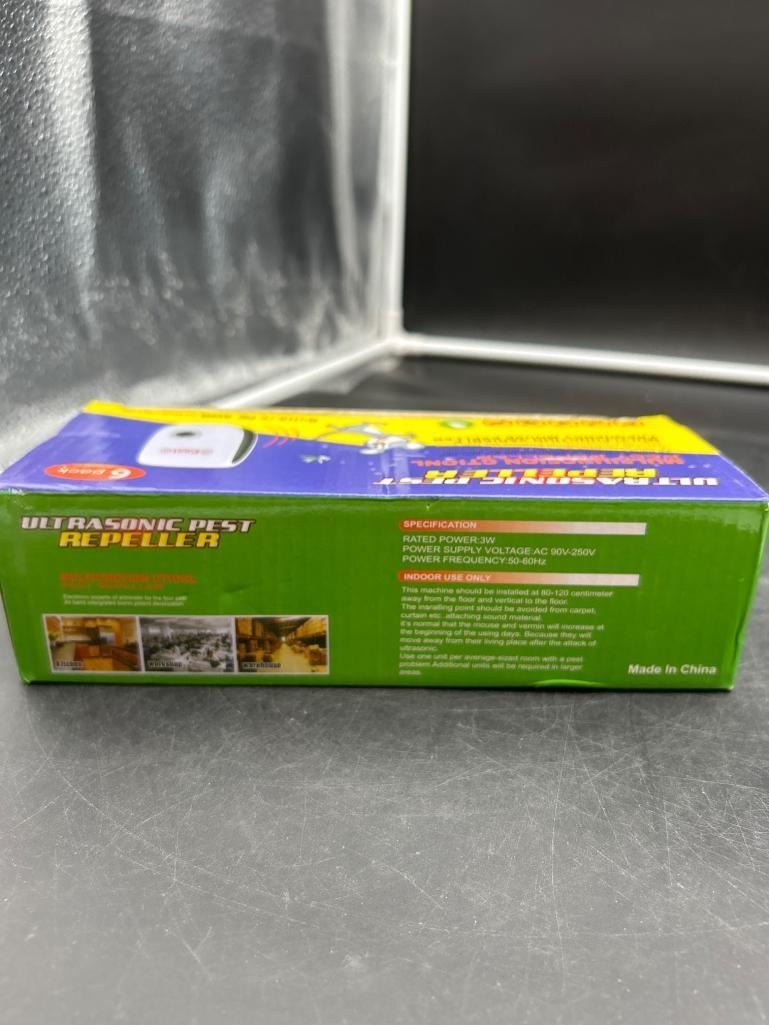 6 Pack
ULTRASONIC PEST
REPELLER
ULTRASONIC PEST
REPELLER
SPECIFICATION
RATED POWER:3W
POWER SUPPLY VOLTAGE:AC 90V-250V
POWER FREQUENCY:50-60Hz
INDOOR USE ONLY
This machine should be installed at 80-120 centimeter
away from the floor and vertical to the floor.
The inaralling point should be avoided from carpet,
curtain etc..attaching sound material.
it's normal that the mouse and vermin will increase at
the beginning of the using days. Because they will
move away from their living place after the attack of
ultrasonic.
Use one unit per average-sized room with a pest
problem.Additional units will be required in larger
areas.
kitchen
workshop
warehouse
Made In China